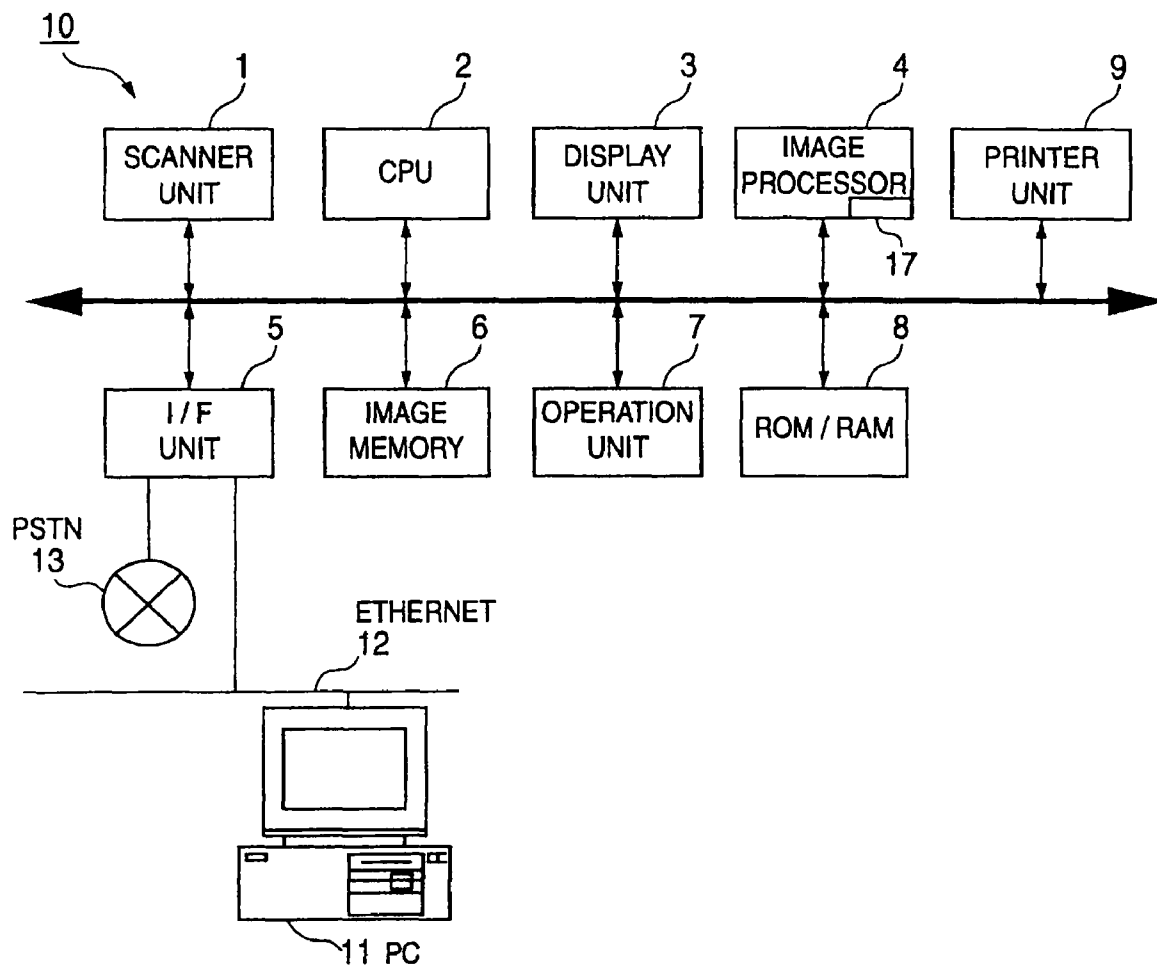 10
1
2
3
4
9
SCANNER
UNIT
CPU
DISPLAY
UNIT
IMAGE
PROCESSOR
PRINTER
UNIT
17
5
6
7
8
I / F
UNIT
IMAGE
MEMORY
OPERATION
UNIT
ROM / RAM
PSTN
13
ETHERNET
12
11 PC